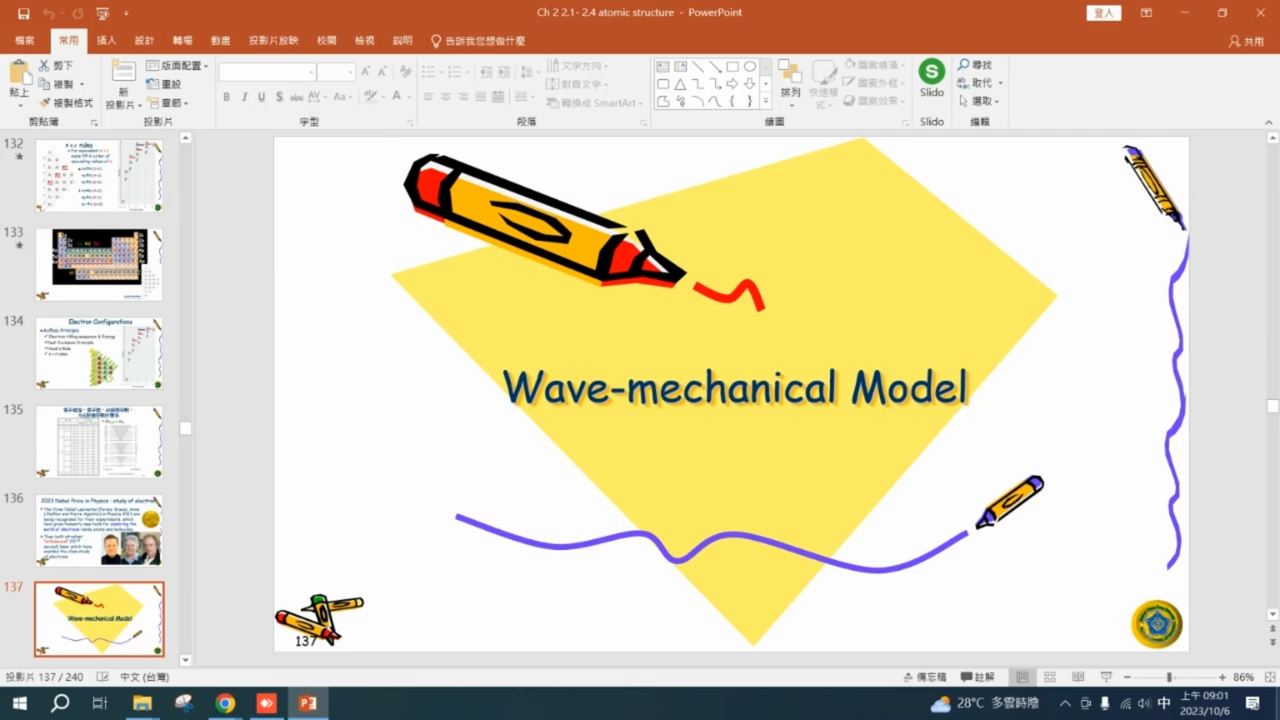 Ch 2 2.1- 2.4 atomic structure - PowerPoint
登入
檔案 常用 插入 設計 轉場 動畫 投影片放映 校閱 檢視 說明 告訴我您想做什麼 共用
貼上
剪下
複製
複製格式
剪貼簿
新
投影片
版面配置
重設
章節
投影片
B I U S abc AV Aa A
字型
文字方向
對齊文字
轉換成 SmartArt
段落
排列
快速樣
式
圖案填滿
圖案外框
圖案效果
繪圖
Slido
Slido
尋找
取代
選取
編輯
132
133
134
Electron Configurations
135
136
2023 Nobel Prize in Physics : study of electron
137
Wave-mechanical Model
Wave-mechanical Model
137
投影片 137 / 240
中文 (台灣)
備忘稿
註解
86%
28°C 多雲時陰
中
上午 09:01
2023/10/6